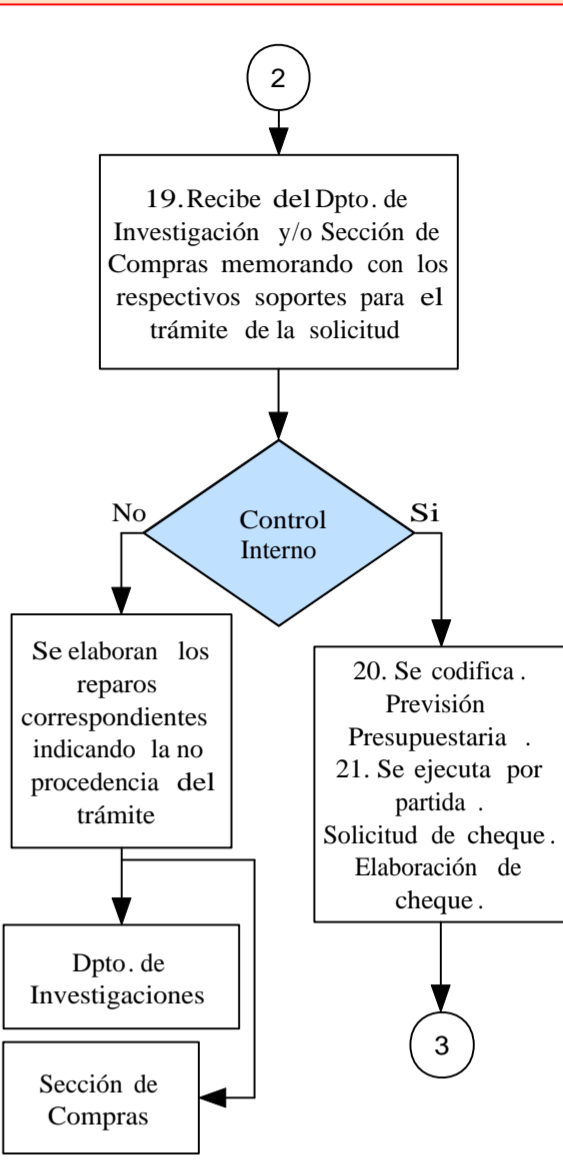 2
19.Recibe del Dpto. de
Investigación y/o Sección de
Compras memorando con los
respectivos soportes para el
trámite de la solicitud
Control
Interno
No
Si
Se elaboran los
reparos
correspondientes
indicando la no
procedencia del
trámite
20. Se codifica.
Previsión
Presupuestaria.
21. Se ejecuta por
partida.
Solicitud de cheque.
Elaboración de
cheque.
Dpto. de
Investigaciones
Sección de
Compras
3